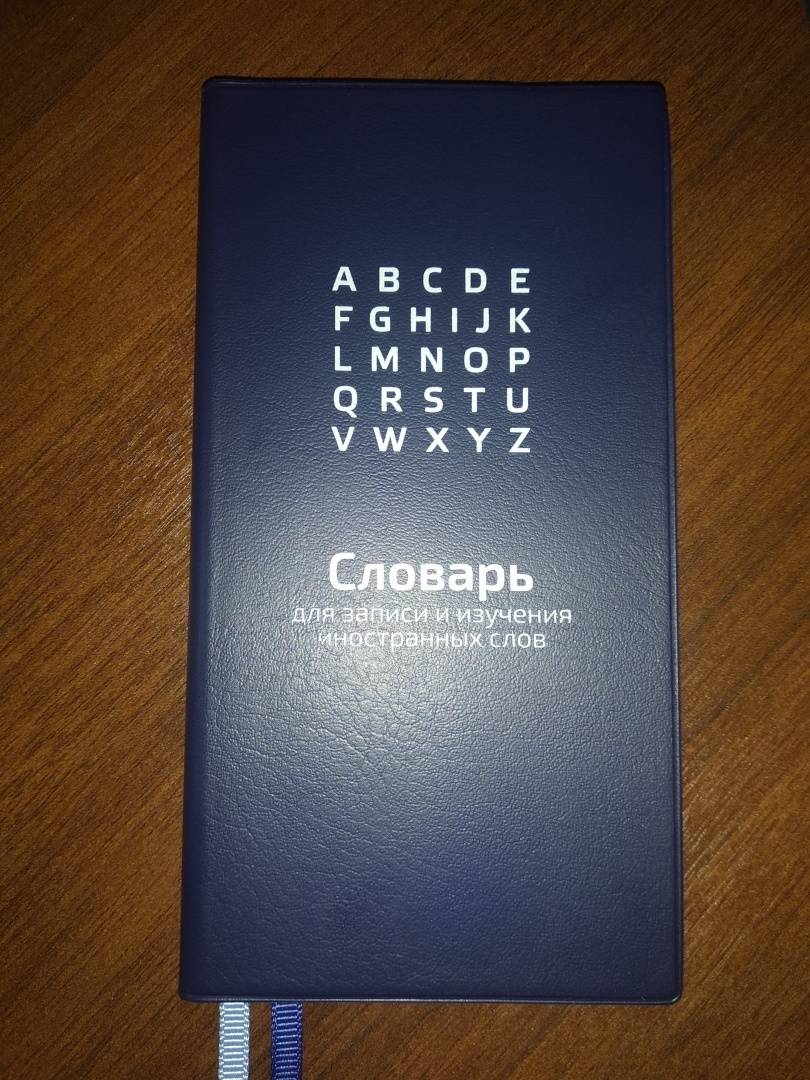 A B C D E
F G H I J K
L M N O P
Q R S T U
V W X Y Z
Словарь
для записи и изучения
иностранных слов